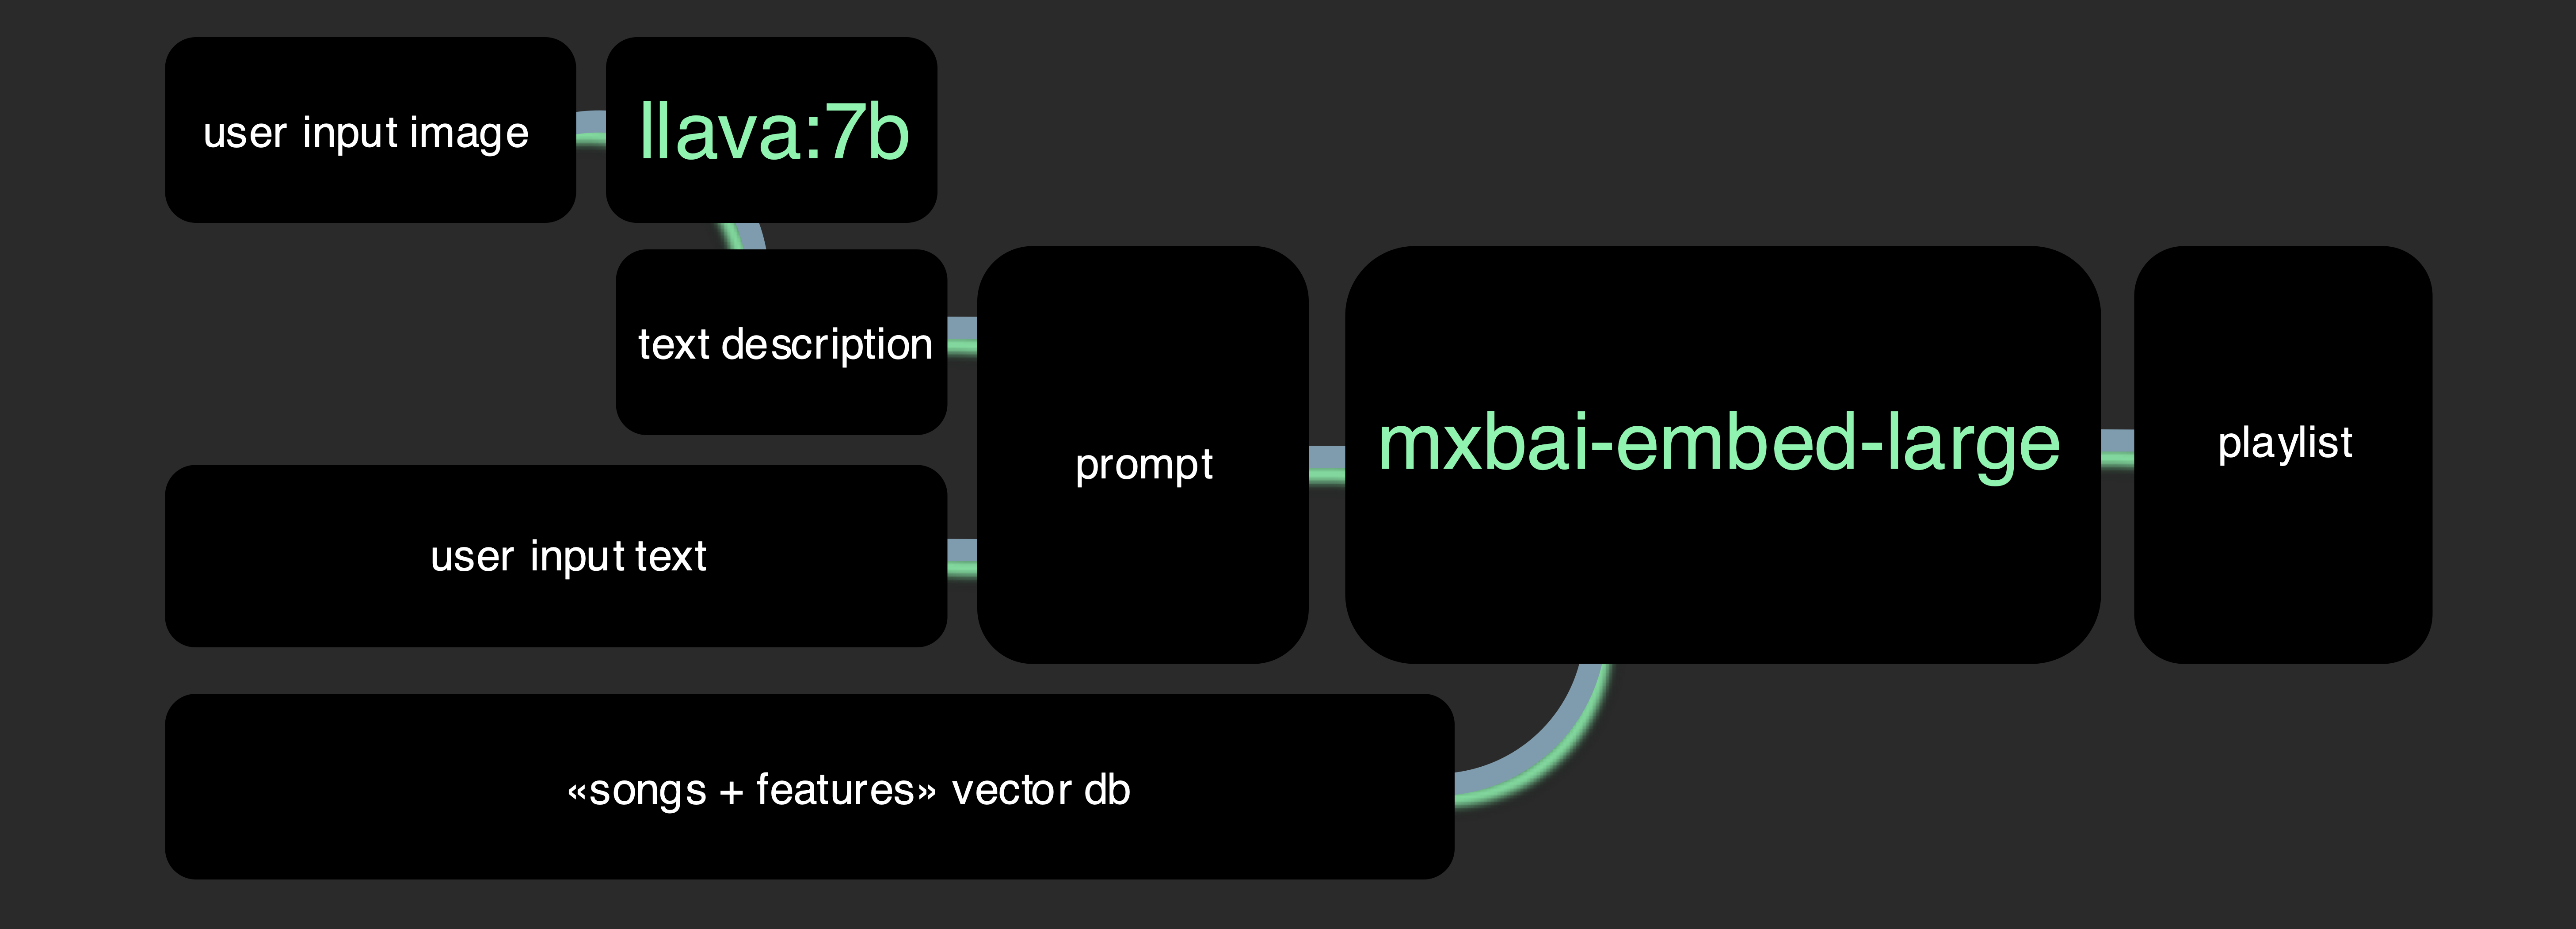 user input image
llava:7b
text description
user input text
prompt
mxbai-embed-large
playlist
«songs + features» vector db